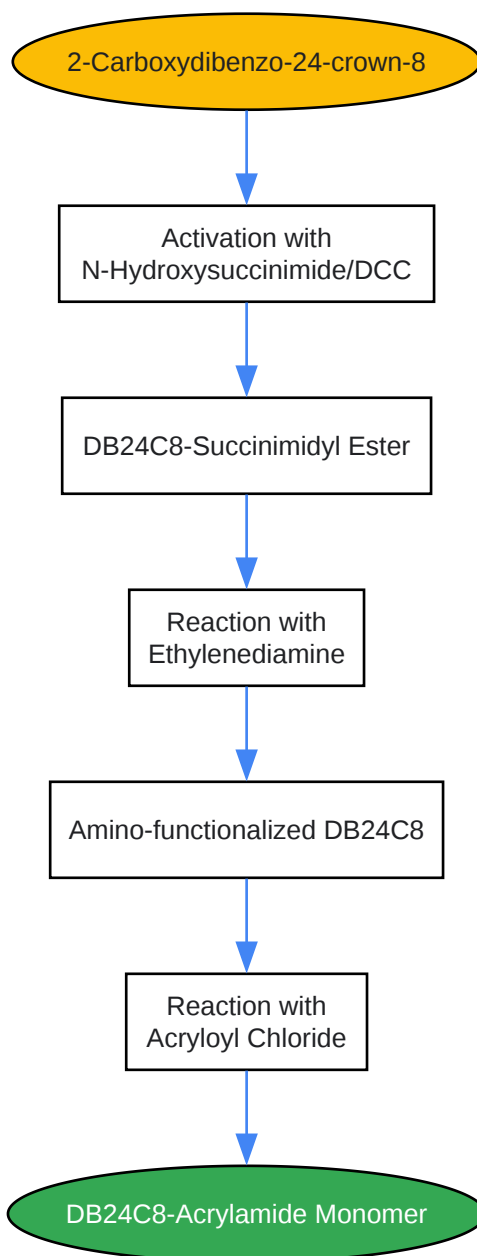 2-Carboxydibenzo-24-crown-8
Activation with
N-Hydroxysuccinimide/DCC
DB24C8-Succinimidyl Ester
Reaction with
Ethylenediamine
Amino-functionalized DB24C8
Reaction with
Acryloyl Chloride
DB24C8-Acrylamide Monomer